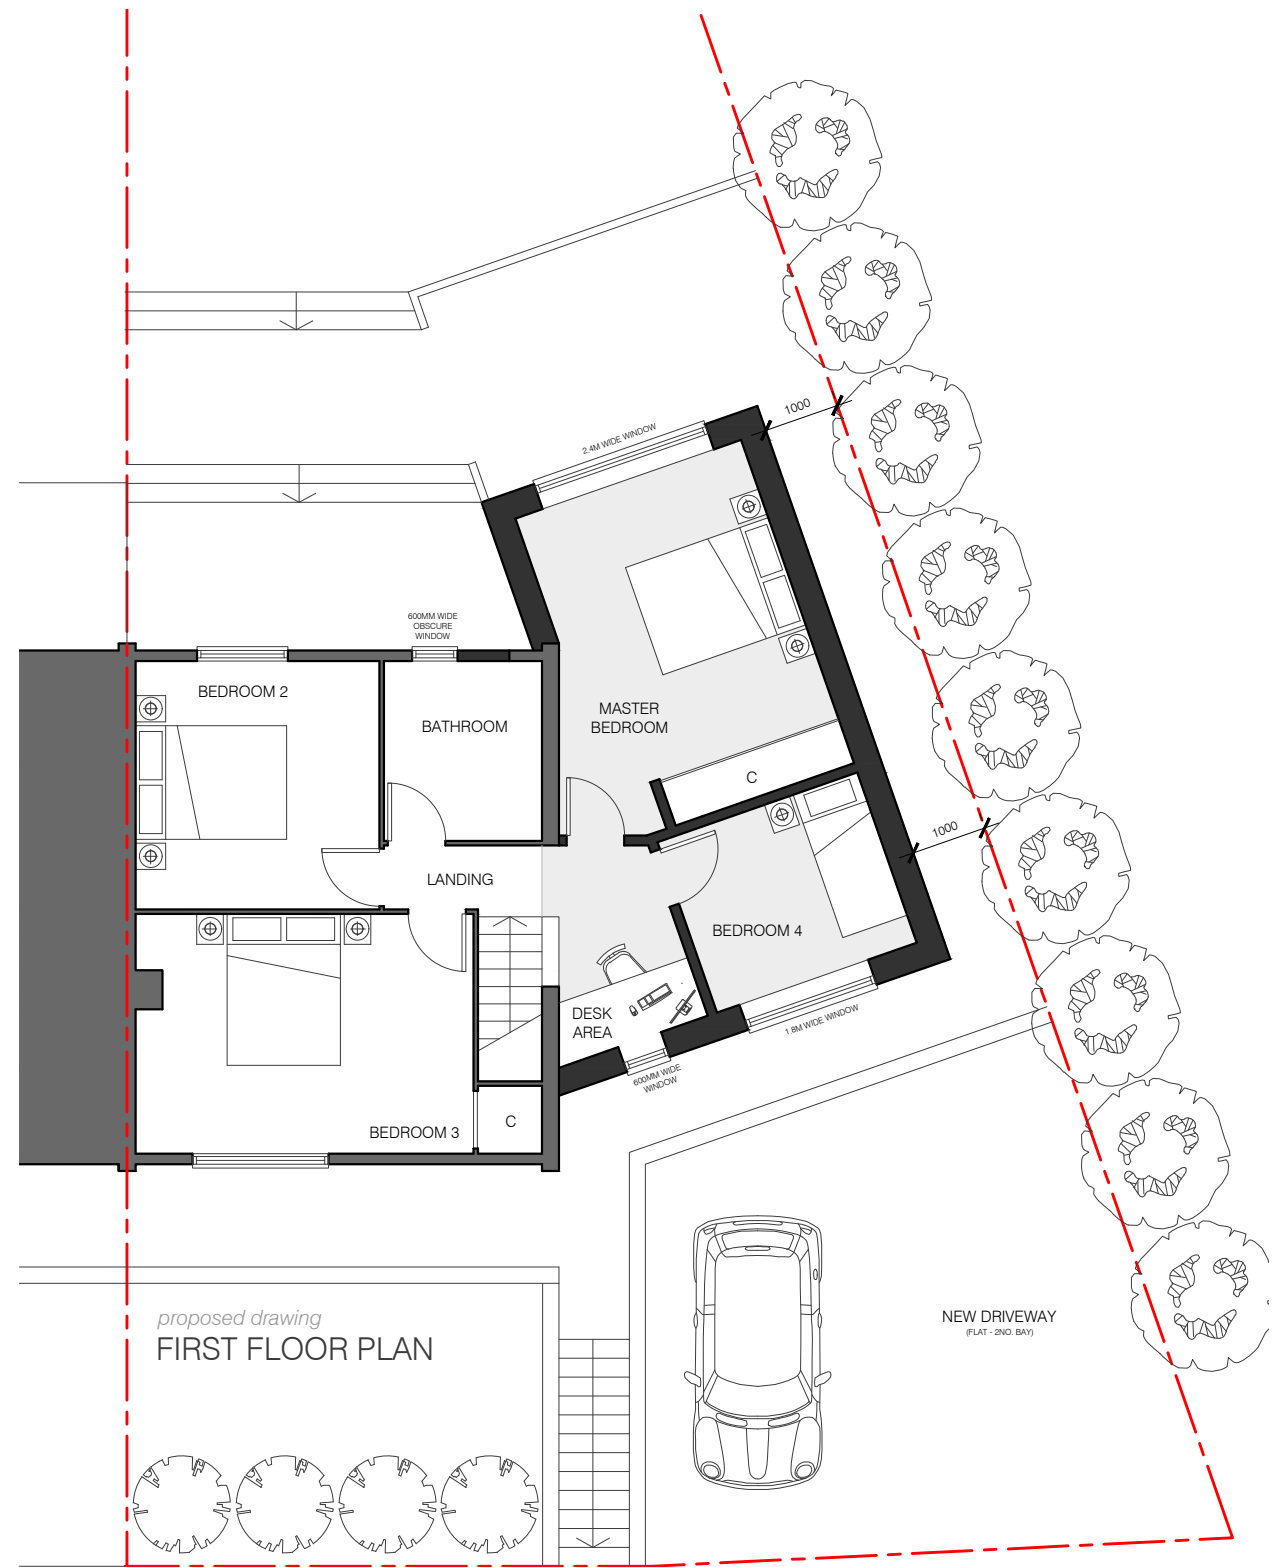 1000
2.4M WIDE WINDOW
600MM WIDE
OBSCURE
WINDOW
BEDROOM 2
BATHROOM
MASTER
BEDROOM
C
1000
LANDING
BEDROOM 4
DESK
AREA
1.8M WIDE WINDOW
600MM WIDE
WINDOW
BEDROOM 3
C
proposed drawing
FIRST FLOOR PLAN
NEW DRIVEWAY
(FLAT - 2NO. BAY)